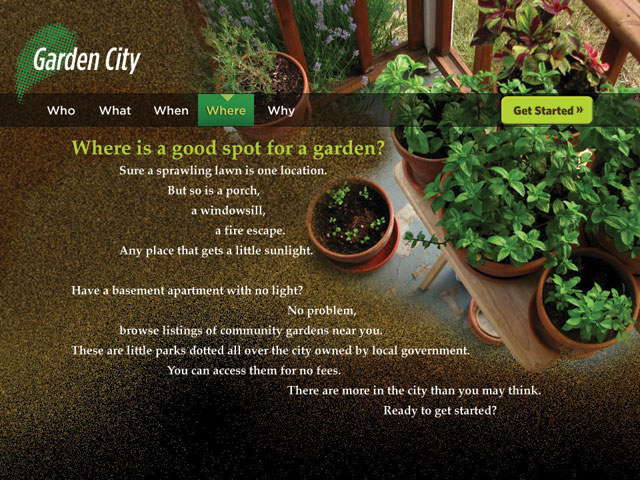 Garden City
Who What When Where Why Get Started »
Where is a good spot for a garden?
Sure a sprawling lawn is one location.
But so is a porch,
a windowsill,
a fire escape.
Any place that gets a little sunlight.
Have a basement apartment with no light?
No problem,
browse listings of community gardens near you.
These are little parks dotted all over the city owned by local government.
You can access them for no fees.
There are more in the city than you may think.
Ready to get started?